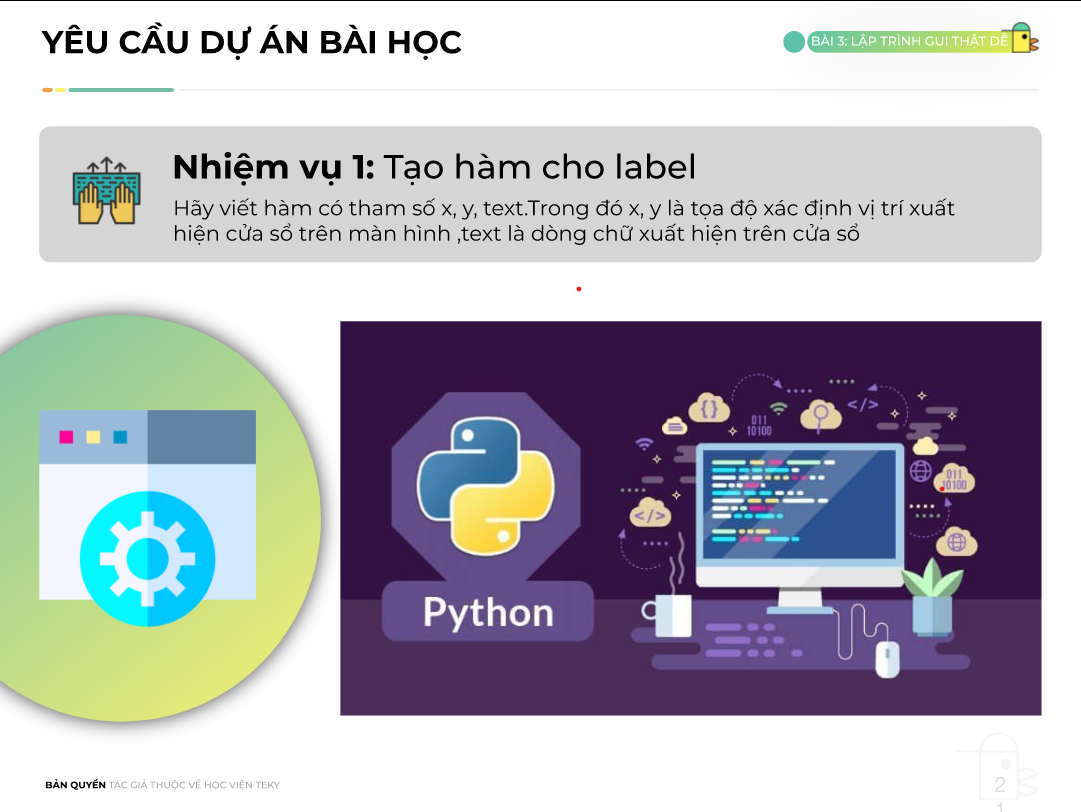 YÊU CẦU DỰ ÁN BÀI HỌC
BÀI 3: LẬP TRÌNH GUI THẬT DỄ
Nhiệm vụ 1: Tạo hàm cho label
Hãy viết hàm có tham số x, y, text.Trong đó x, y là tọa độ xác định vị trí xuất
hiện cửa sổ trên màn hình ,text là dòng chữ xuất hiện trên cửa sổ
{}
011
10100
</>
011
10100
</>
Python
BẢN QUYỀN TÁC GIẢ THUỘC VỀ HỌC VIỆN TEKY
2
1